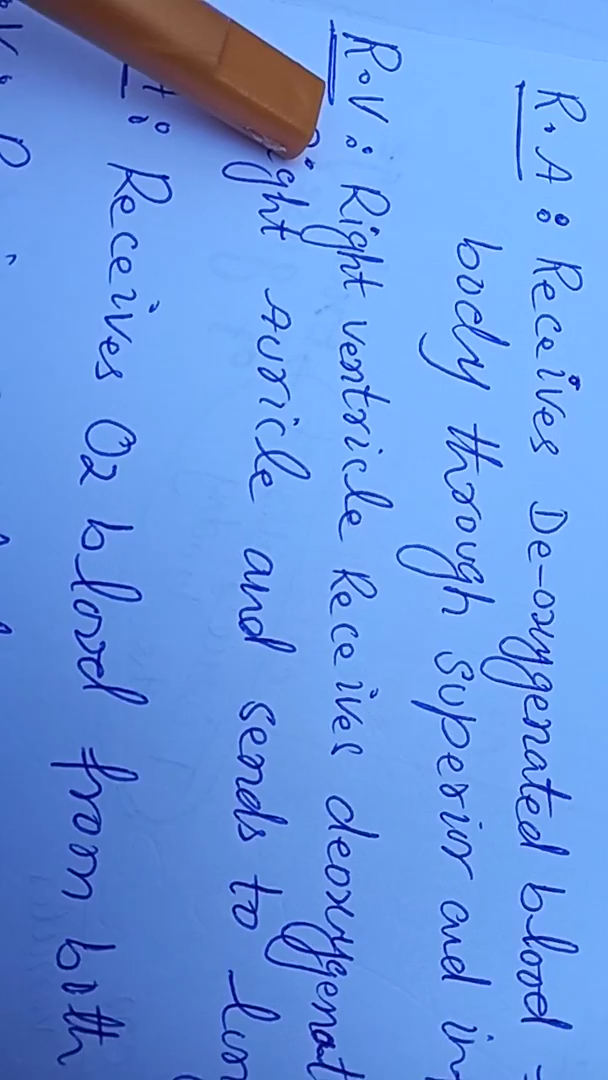 R.A : Receives De-oxygenated blood
body through superior and in
R.V : Right ventricle Receives deoxygenat
Right Auricle and sends to lun
: Receives O2 blood from both